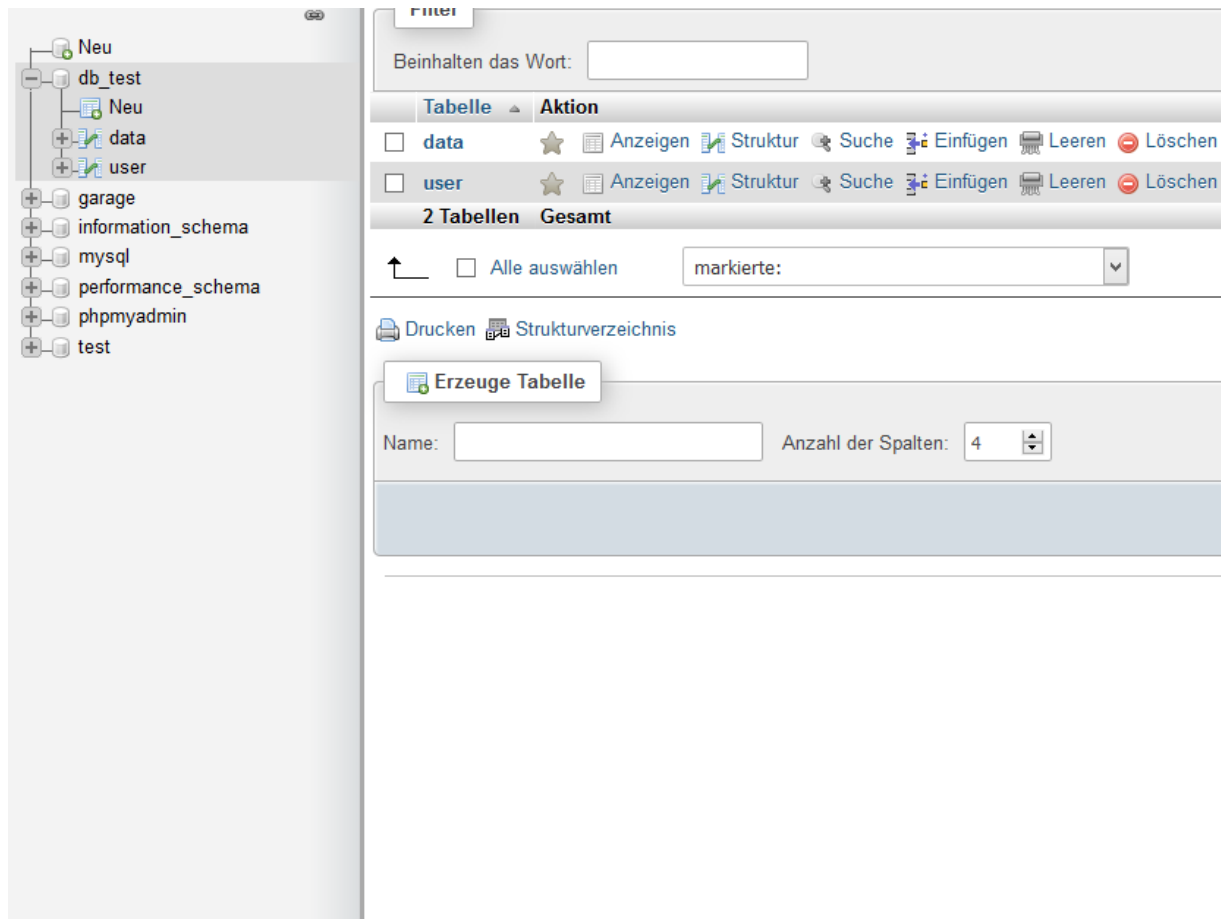 Neu
db_test
Neu
data
user
garage
information_schema
mysql
performance_schema
phpmyadmin
test
Filter
Beinhalten das Wort:
Tabelle Aktion
data Anzeigen Struktur Suche Einfügen Leeren Löschen
user Anzeigen Struktur Suche Einfügen Leeren Löschen
2 Tabellen Gesamt
Alle auswählen markierte:
Drucken Strukturverzeichnis
Erzeuge Tabelle
Name: Anzahl der Spalten: 4